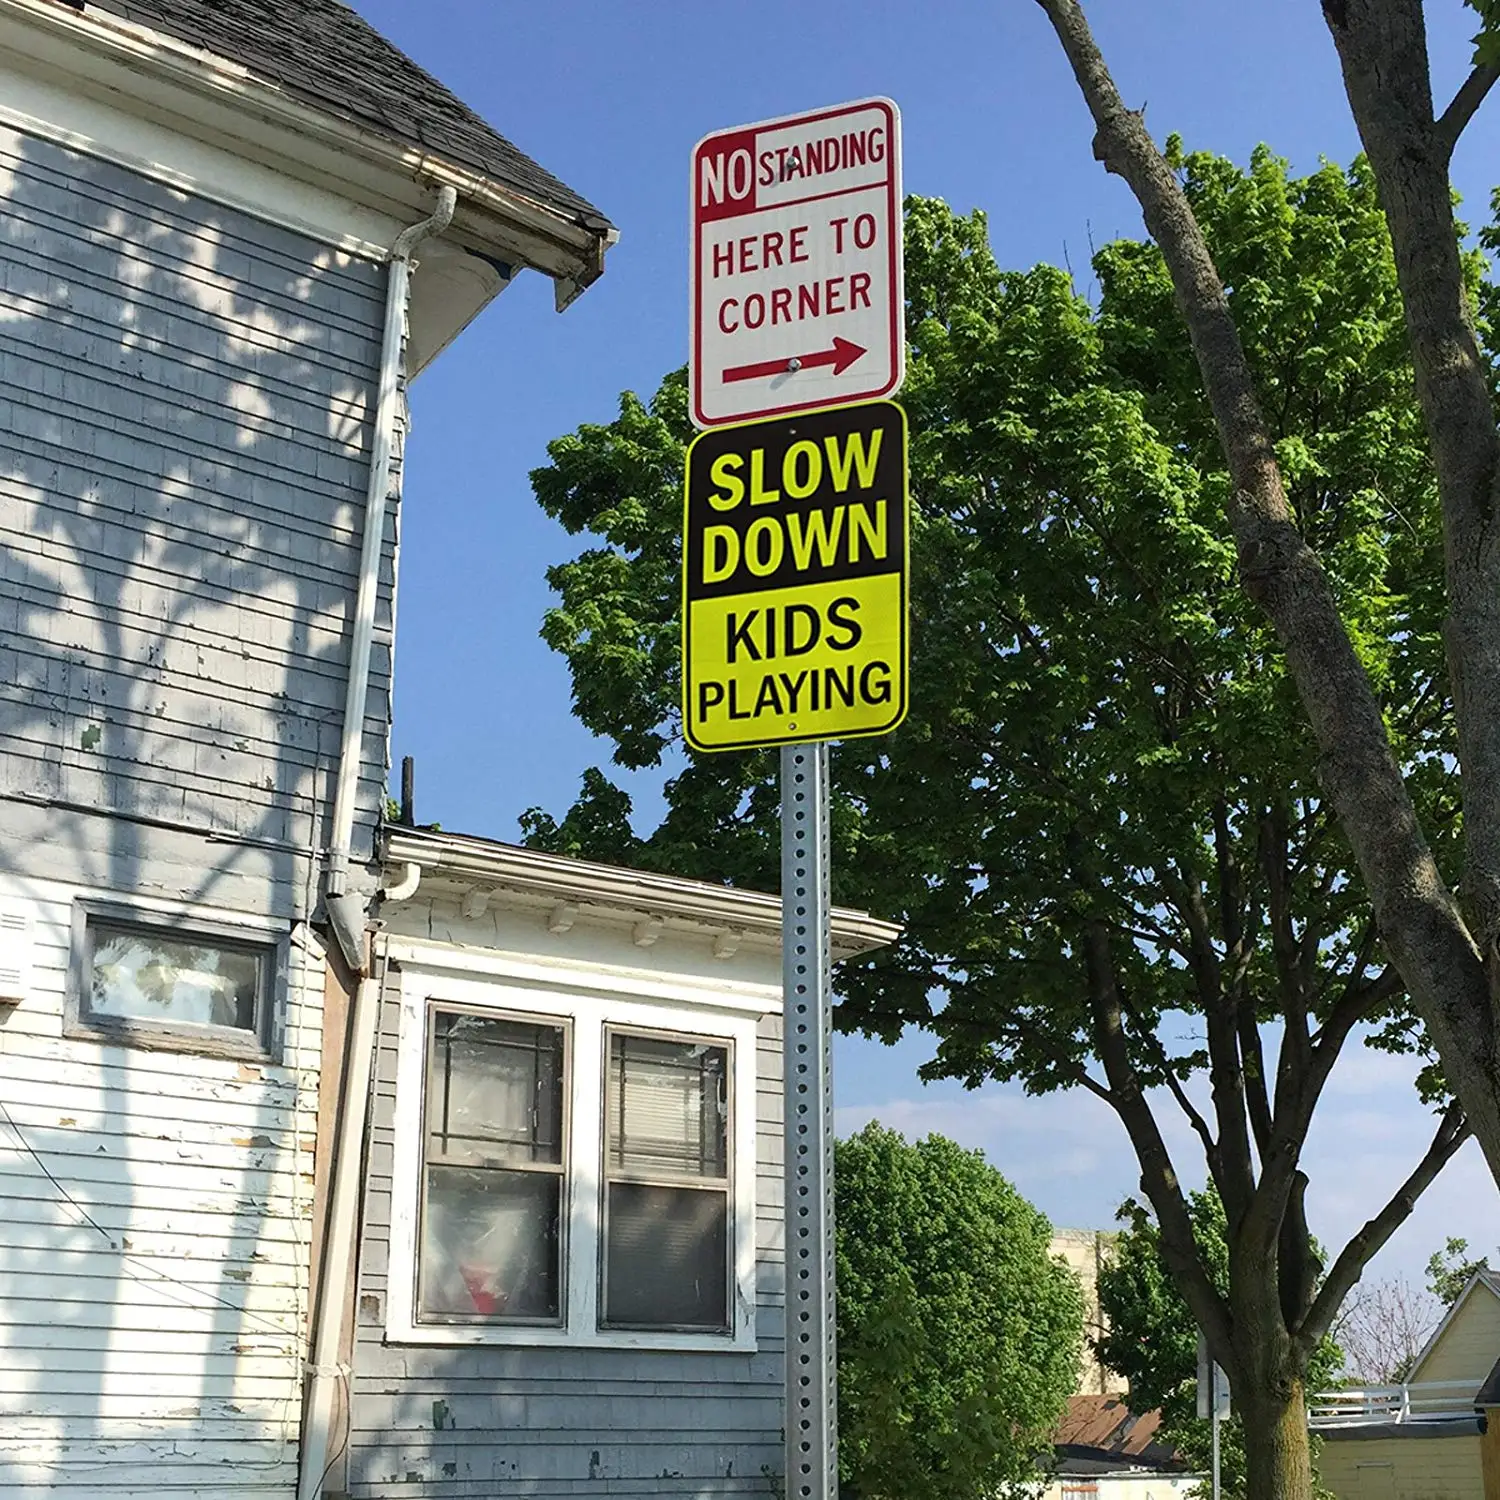 NO STANDING
HERE TO
CORNER
SLOW
DOWN
KIDS
PLAYING